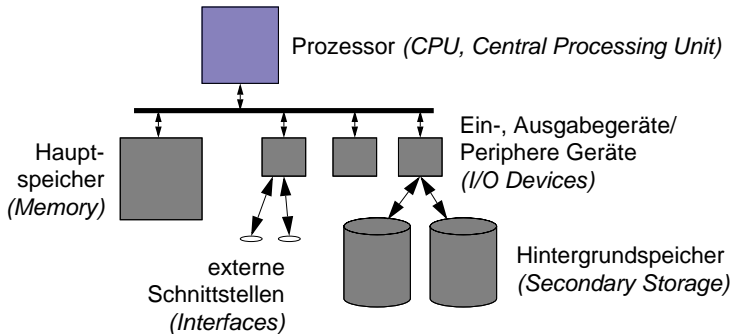 Prozessor (CPU, Central Processing Unit)
Haupt-
speicher
(Memory)
Ein-, Ausgabegeräte/
Periphere Geräte
(I/O Devices)
externe
Schnittstellen
(Interfaces)
Hintergrundspeicher
(Secondary Storage)